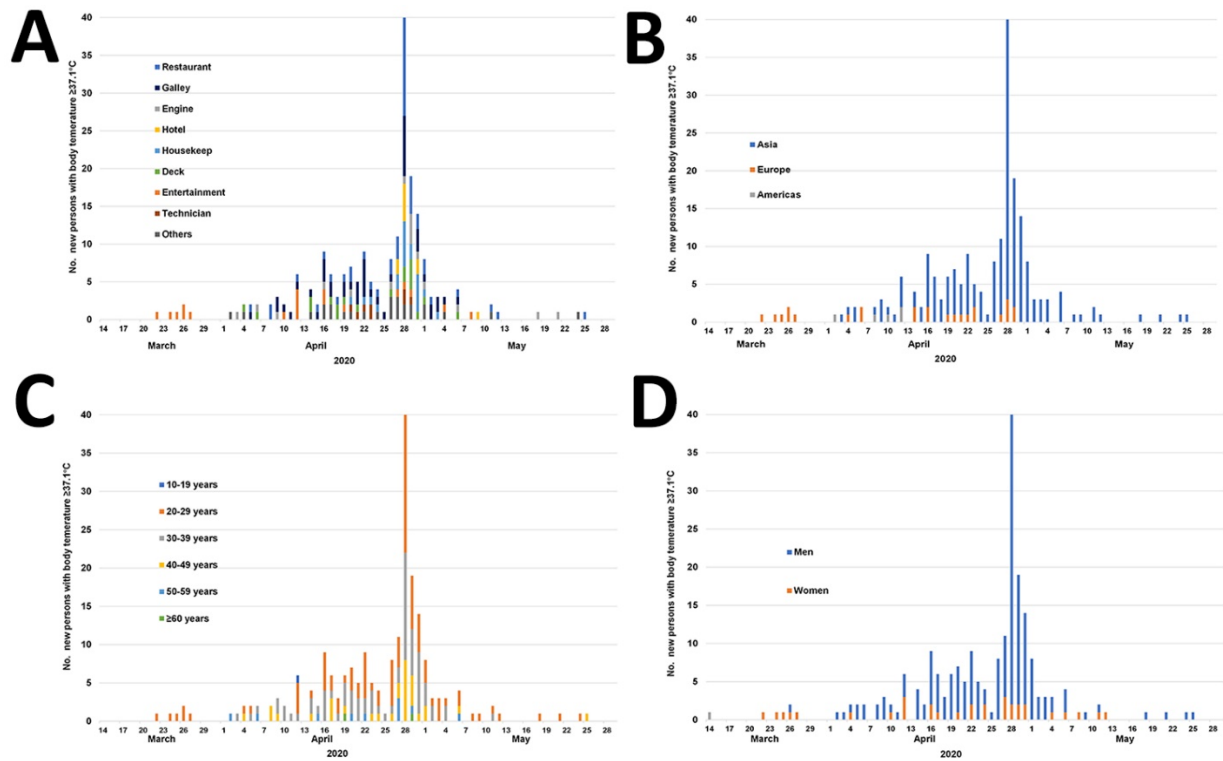 A
No. new persons with body temerature ≥37.1°C
40
35
30
25
20
15
10
5
0
Restaurant
Galley
Engine
Hotel
Housekeep
Deck
Entertainment
Technician
Others
14 17 20 23 26 29 1 4 7 10 13 16 19 22 25 28 1 4 7 10 13 16 19 22 25 28
March April May
2020
B
No. new persons with body temerature ≥37.1°C
40
35
30
25
20
15
10
5
0
Asia
Europe
Americas
14 17 20 23 26 29 1 4 7 10 13 16 19 22 25 28 1 4 7 10 13 16 19 22 25 28
March April May
2020
C
No. new persons with body temerature ≥37.1°C
40
35
30
25
20
15
10
5
0
10-19 years
20-29 years
30-39 years
40-49 years
50-59 years
≥60 years
14 17 20 23 26 29 1 4 7 10 13 16 19 22 25 28 1 4 7 10 13 16 19 22 25 28
March April May
2020
D
No. new persons with body temerature ≥37.1°C
40
35
30
25
20
15
10
5
0
Men
Women
14 17 20 23 26 29 1 4 7 10 13 16 19 22 25 28 1 4 7 10 13 16 19 22 25 28
March April May
2020